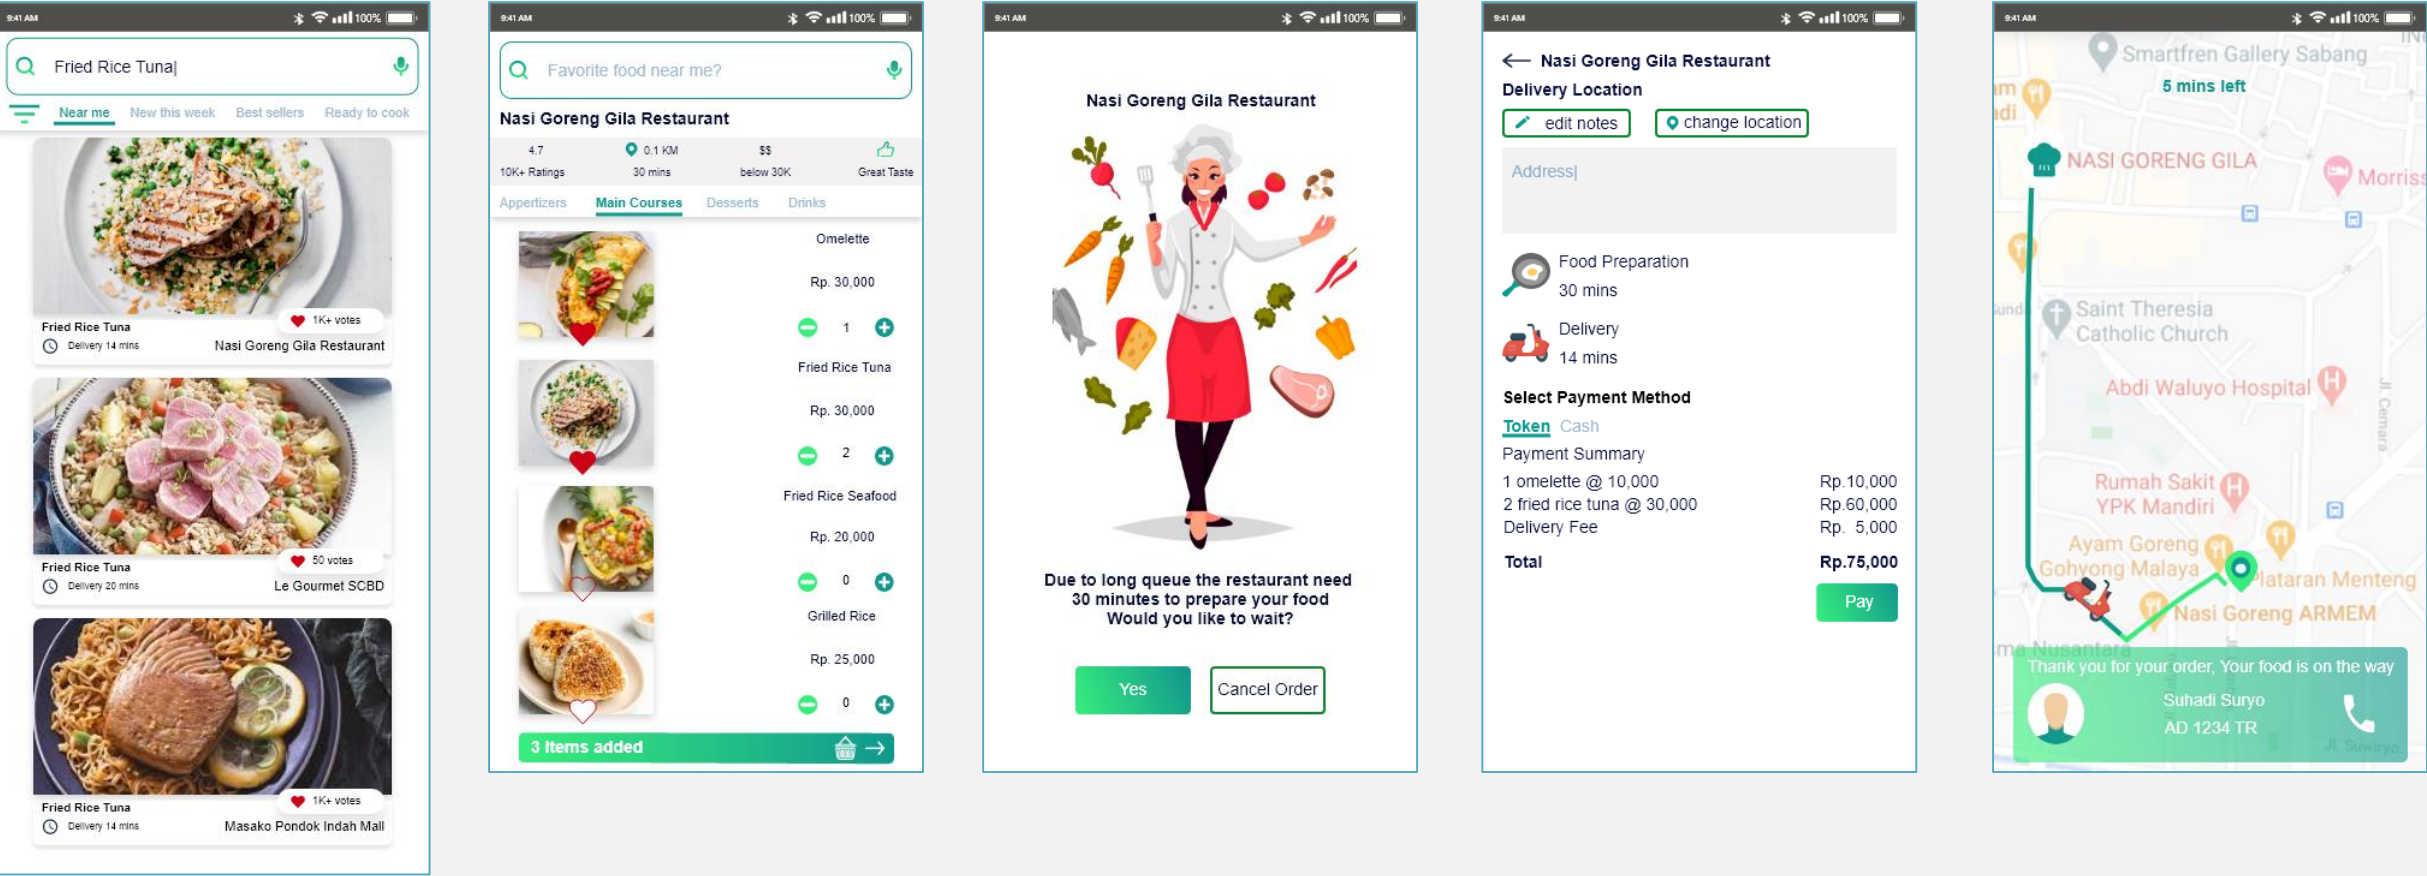 9:41 AM
100%
Fried Rice Tuna
Near me
New this week
Best sellers
Ready to cook
1K+ votes
Fried Rice Tuna
Delivery 14 mins
Nasi Goreng Gila Restaurant
50 votes
Fried Rice Tuna
Delivery 20 mins
Le Gourmet SCBD
1K+ votes
Fried Rice Tuna
Delivery 14 mins
Masako Pondok Indah Mall
9:41 AM
100%
Favorite food near me?
Nasi Goreng Gila Restaurant
4.7
0.1 KM
$$
10K+ Ratings
30 mins
below 30K
Great Taste
Appertizers
Main Courses
Desserts
Drinks
Omelette
Rp. 30,000
1
Fried Rice Tuna
Rp. 30,000
2
Fried Rice Seafood
Rp. 20,000
0
Grilled Rice
Rp. 25,000
0
3 Items added
9:41 AM
100%
Nasi Goreng Gila Restaurant
Due to long queue the restaurant need
30 minutes to prepare your food
Would you like to wait?
Yes
Cancel Order
9:41 AM
100%
Nasi Goreng Gila Restaurant
Delivery Location
edit notes
change location
Address
Food Preparation
30 mins
Delivery
14 mins
Select Payment Method
Token
Cash
Payment Summary
1 omelette @ 10,000 Rp.10,000
2 fried rice tuna @ 30,000 Rp.60,000
Delivery Fee Rp. 5,000
Total Rp.75,000
Pay
9:41 AM
100%
Smartfren Gallery Sabang
5 mins left
NASI GORENG GILA
Morriss
Saint Theresia
Catholic Church
Abdi Waluyo Hospital
Jl. Cemara
Rumah Sakit
YPK Mandiri
Ayam Goreng
Gohyong Malaya
Plataran Menteng
Nasi Goreng ARMEM
ma Nusantara
Thank you for your order, Your food is on the way
Suhadi Suryo
AD 1234 TR
Jl. Suwiryo